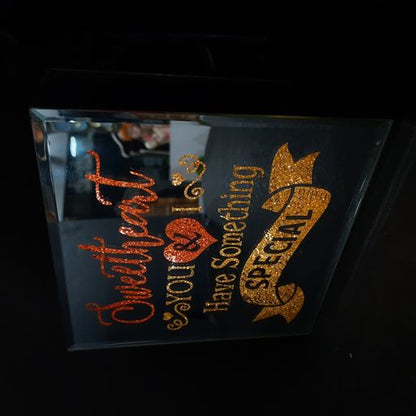 Sweetheart
YOU & I
Have Something
SPECIAL